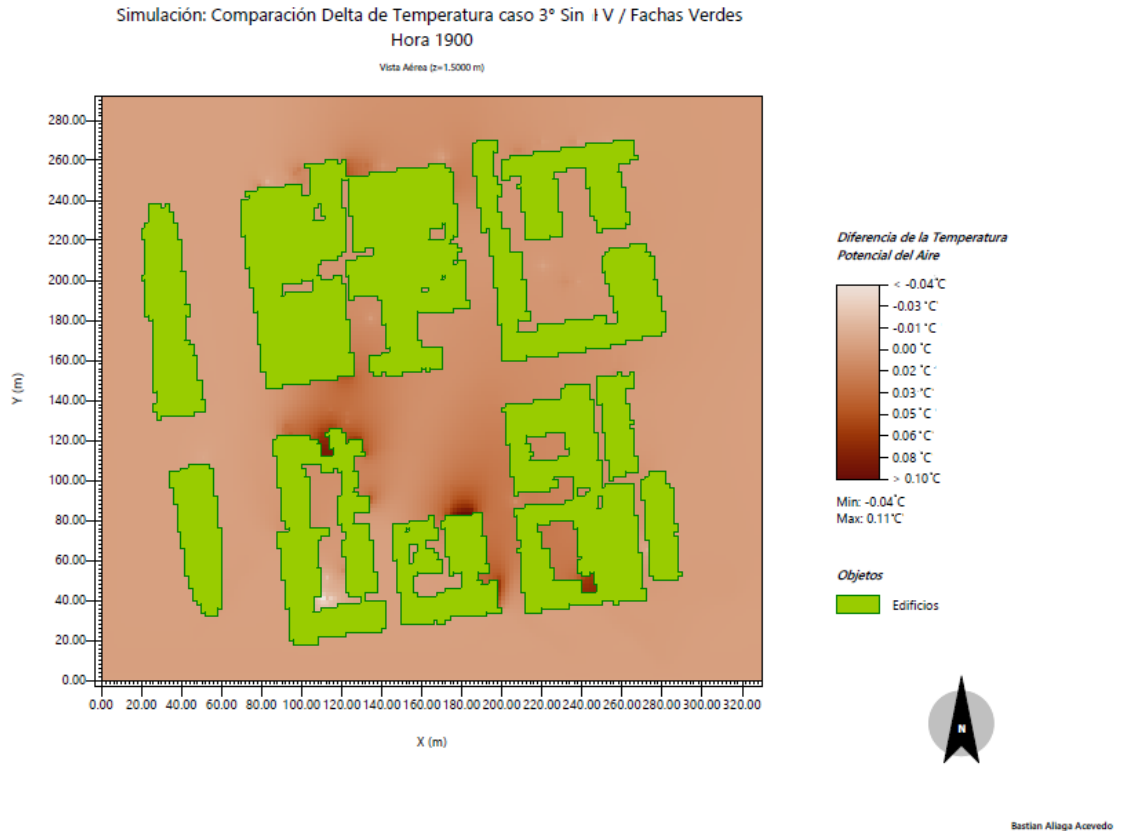 Simulación: Comparación Delta de Temperatura caso 3° Sin V / Fachas Verdes
Hora 1900
Vista Aérea (z=1.5000 m)
280.00
260.00
240.00
220.00
200.00
180.00
160.00
140.00
120.00
100.00
80.00
60.00
40.00
20.00
0.00
Y (m)
0.00 20.00 40.00 60.00 80.00 100.00 120.00 140.00 160.00 180.00 200.00 220.00 240.00 260.00 280.00 300.00 320.00
X (m)
Diferencia de la Temperatura
Potencial del Aire
< -0.04°C
-0.03 °C
-0.01 °C
0.00 °C
0.02 °C
0.03 °C
0.05 °C
0.06 °C
0.08 °C
> 0.10°C
Min: -0.04°C
Max: 0.11°C
Objetos
Edificios
N
Bastian Aliaga Acevedo